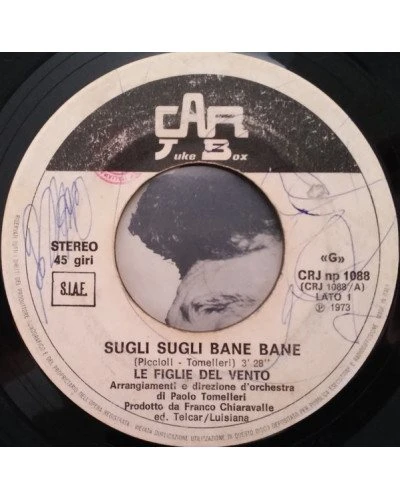 CAR
Juke Box
STEREO
45 giri
S.I.A.E.
«G»
CRJ np 1088
(CRJ 1088/A)
LATO 1
℗ 1973
SUGLI SUGLI BANE BANE
(Piccioli - Tomelleri) 3' 28''
LE FIGLIE DEL VENTO
Arrangiamenti e direzione d'orchestra
di Paolo Tomelleri
Prodotto da Franco Chiaravalle
ed. Telcar/Luisiana